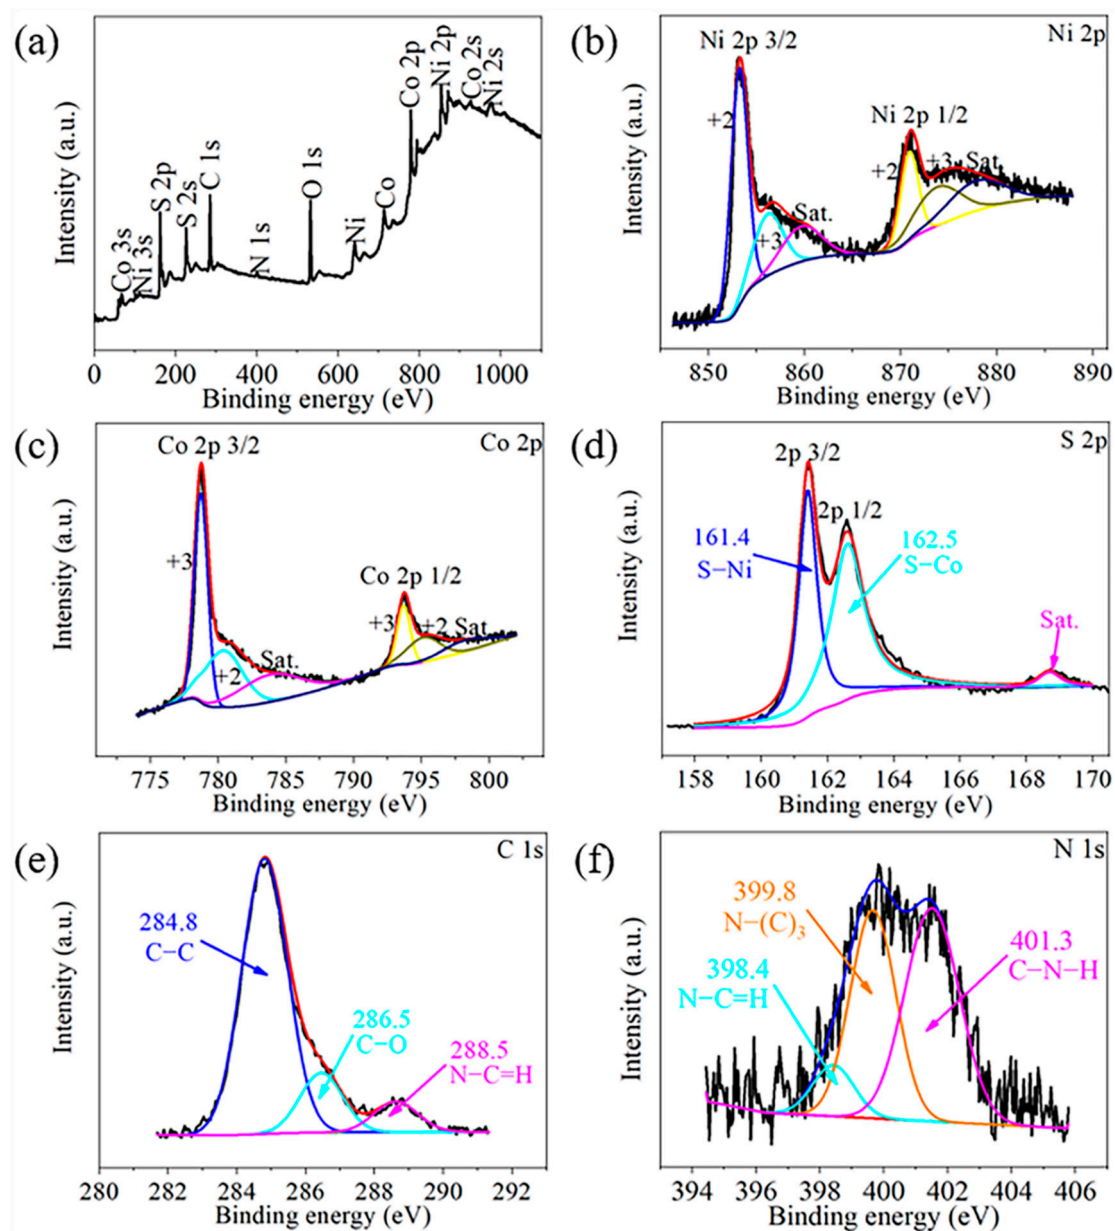 (a)
Intensity (a.u.)
Co 3s
Ni 3s
S 2p
S 2s
C 1s
N 1s
O 1s
Ni
Co
Co 2p
Ni 2p
Co 2s
Ni 2s
0 200 400 600 800 1000
Binding energy (eV)
(b)
Intensity (a.u.)
Ni 2p 3/2
Ni 2p
+2
Ni 2p 1/2
+2
+3
Sat.
+3
Sat.
850 860 870 880 890
Binding energy (eV)
(c)
Intensity (a.u.)
Co 2p 3/2
Co 2p
+3
Co 2p 1/2
+3
+2
Sat.
+2
Sat.
775 780 785 790 795 800
Binding energy (eV)
(d)
Intensity (a.u.)
S 2p
2p 3/2
2p 1/2
161.4
S−Ni
162.5
S−Co
Sat.
158 160 162 164 166 168 170
Binding energy (eV)
(e)
Intensity (a.u.)
C 1s
284.8
C−C
286.5
C−O
288.5
N−C=H
280 282 284 286 288 290 292
Binding energy (eV)
(f)
Intensity (a.u.)
N 1s
399.8
N−(C)3
398.4
N−C=H
401.3
C−N−H
394 396 398 400 402 404 406
Binding energy (eV)